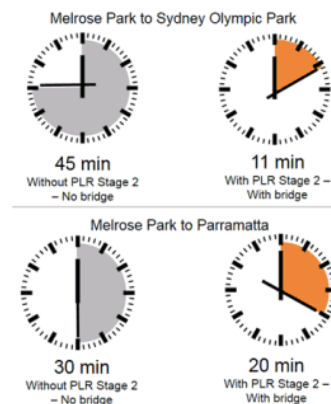 Melrose Park to Sydney Olympic Park
45 min
Without PLR Stage 2
– No bridge
11 min
With PLR Stage 2 –
With bridge
Melrose Park to Parramatta
30 min
Without PLR Stage 2
– No bridge
20 min
With PLR Stage 2 –
With bridge